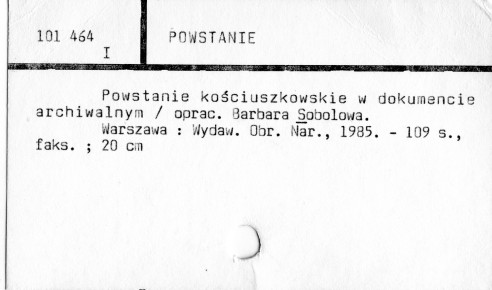 101 464 POWSTANIE
I
Powstanie kościuszkowskie w dokumencie
archiwalnym / oprac. Barbara Sobolowa.
Warszawa : Wydaw. Obr. Nar., 1985. - 109 s.,
faks. ; 20 cm